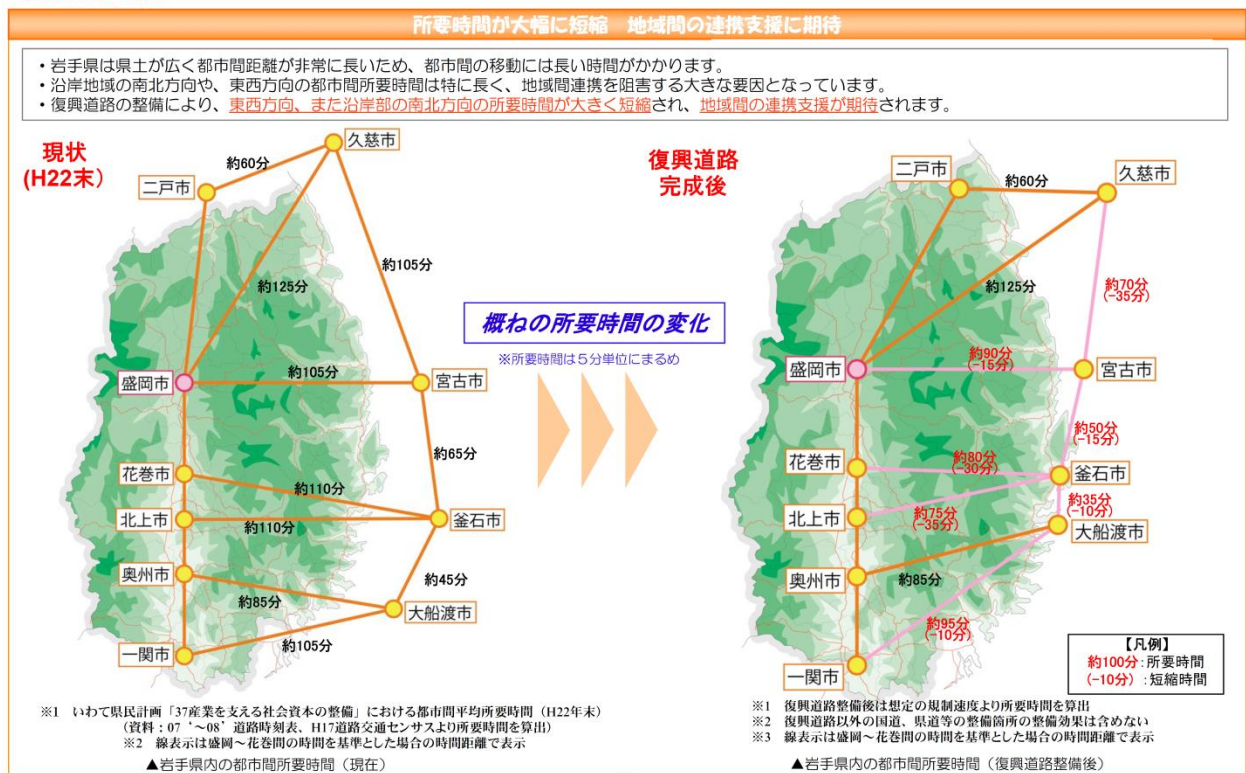 所要時間が大幅に短縮　地域間の連携支援に期待
・岩手県は県土が広く都市間距離が非常に長いため、都市間の移動には長い時間がかかります。
・沿岸地域の南北方向や、東西方向の都市間所要時間は特に長く、地域間連携を阻害する大きな要因となっています。
・復興道路の整備により、東西方向、また沿岸部の南北方向の所要時間が大きく短縮され、地域間の連携支援が期待されます。
現状
(H22末)
久慈市
約60分
二戸市
約105分
約125分
盛岡市
約105分
宮古市
約65分
花巻市
約110分
北上市
約110分
釜石市
奥州市
約45分
約85分
大船渡市
約105分
一関市
※1　いわて県民計画「37産業を支える社会資本の整備」における都市間平均所要時間（H22年末）
（資料：07‘～08’道路時刻表、H17道路交通センサスより所要時間を算出）
※2　線表示は盛岡～花巻間の時間を基準とした場合の時間距離で表示
▲岩手県内の都市間所要時間（現在）
概ねの所要時間の変化
※所要時間は５分単位にまるめ
復興道路
完成後
二戸市
約60分
久慈市
約125分
約70分
(-35分)
盛岡市
約90分
(-15分)
宮古市
約50分
(-15分)
花巻市
約80分
(-30分)
釜石市
北上市
約75分
(-35分)
約35分
(-10分)
大船渡市
奥州市
約85分
約95分
(-10分)
一関市
【凡例】
約100分：所要時間
(-10分)：短縮時間
※1　復興道路整備後は想定の規制速度より所要時間を算出
※2　復興道路以外の国道、県道等の整備箇所の整備効果は含めない
※3　線表示は盛岡～花巻間の時間を基準とした場合の時間距離で表示
▲岩手県内の都市間所要時間（復興道路整備後）